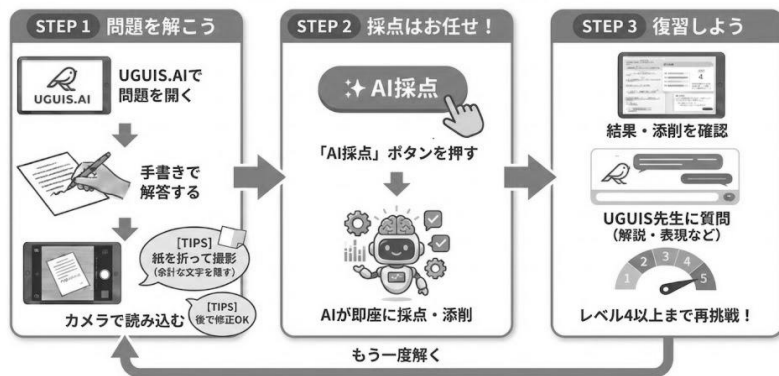 STEP 1 問題を解こう
UGUIS.AI
UGUIS.AIで
問題を開く
手書きで
解答する
[TIPS]
紙を折って撮影
(余計な文字を隠す)
[TIPS]
後で修正OK
カメラで読み込む
STEP 2 採点はお任せ!
AI採点
「AI採点」ボタンを押す
AIが即座に採点・添削
STEP 3 復習しよう
4
結果・添削を確認
UGUIS先生に質問
(解説・表現など)
1 2 3 4 5
レベル4以上まで再挑戦!
もう一度解く